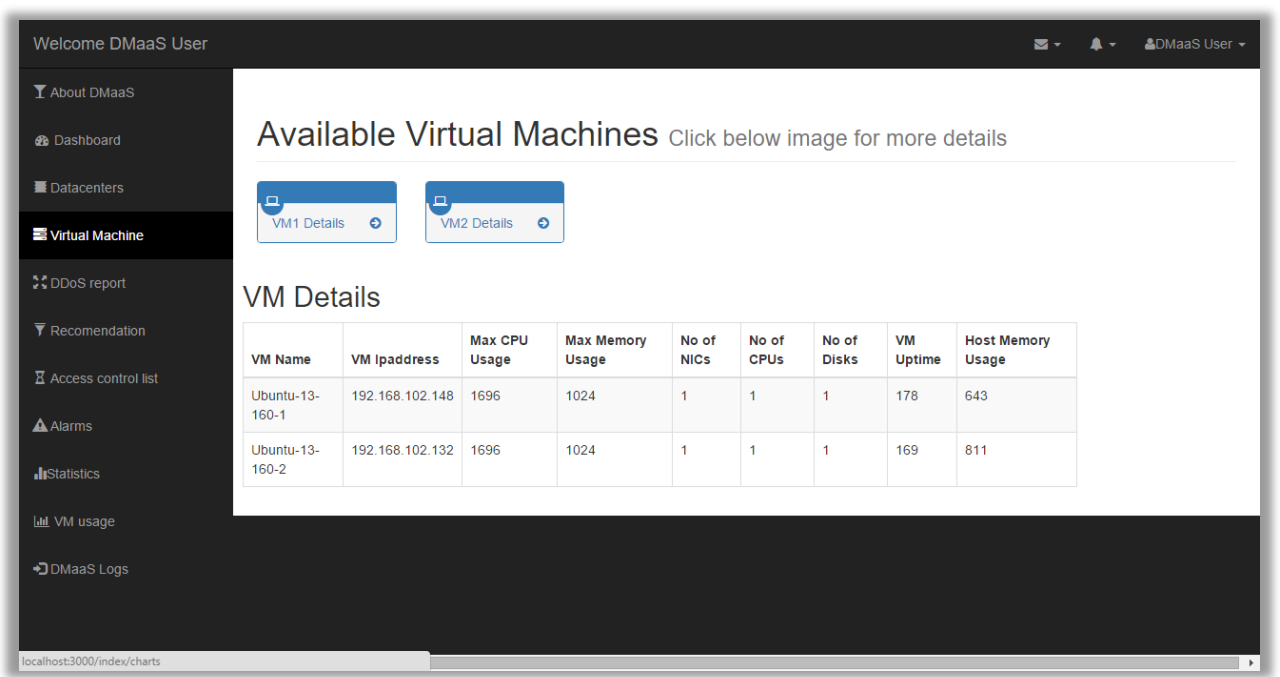 Welcome DMaaS User
DMaaS User
About DMaaS
Dashboard
Datacenters
Virtual Machine
DDoS report
Recomendation
Access control list
Alarms
Statistics
VM usage
DMaaS Logs
Available Virtual Machines Click below image for more details
VM1 Details
VM2 Details
VM Details
VM Name VM Ipaddress Max CPU Usage Max Memory Usage No of NICs No of CPUs No of Disks VM Uptime Host Memory Usage
Ubuntu-13-160-1 192.168.102.148 1696 1024 1 1 1 178 643
Ubuntu-13-160-2 192.168.102.132 1696 1024 1 1 1 169 811
localhost:3000/index/charts